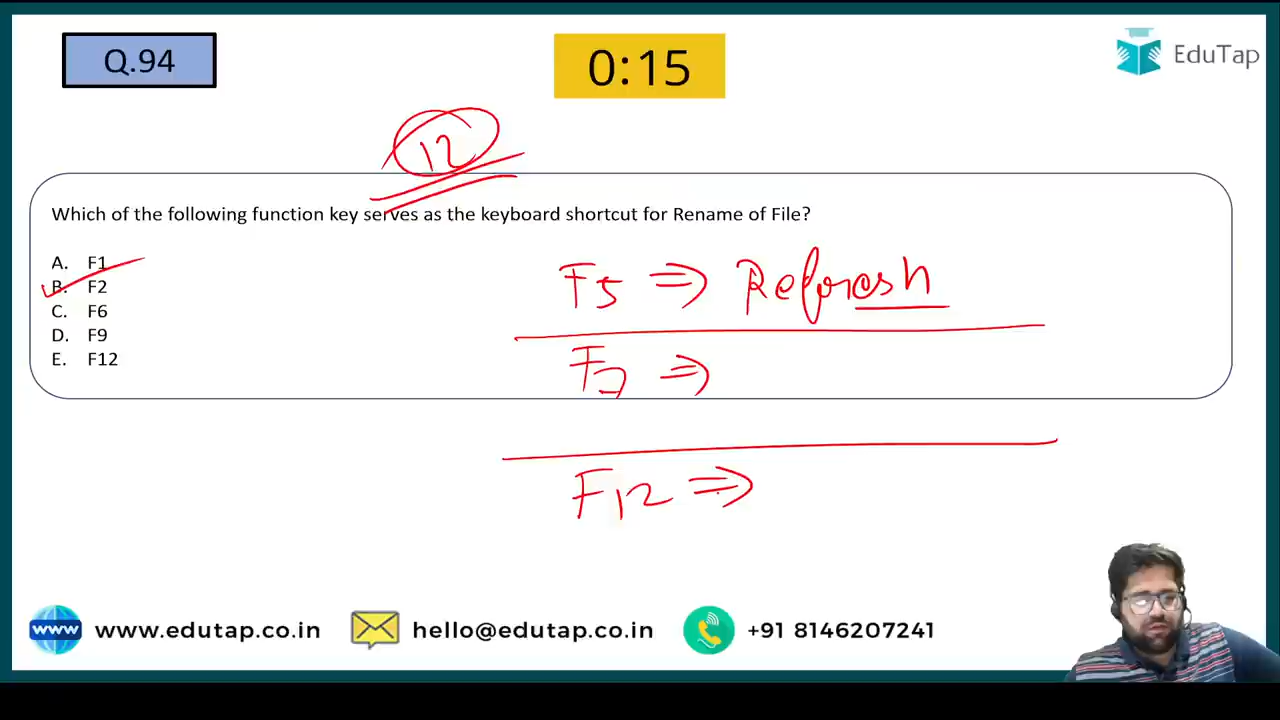 Q.94
0:15
EduTap
12
Which of the following function key serves as the keyboard shortcut for Rename of File?
A. F1
B. F2
C. F6
D. F9
E. F12
F5 ⇒ Refresh
F7 ⇒
F12 ⇒
www
www.edutap.co.in
hello@edutap.co.in
+91 8146207241